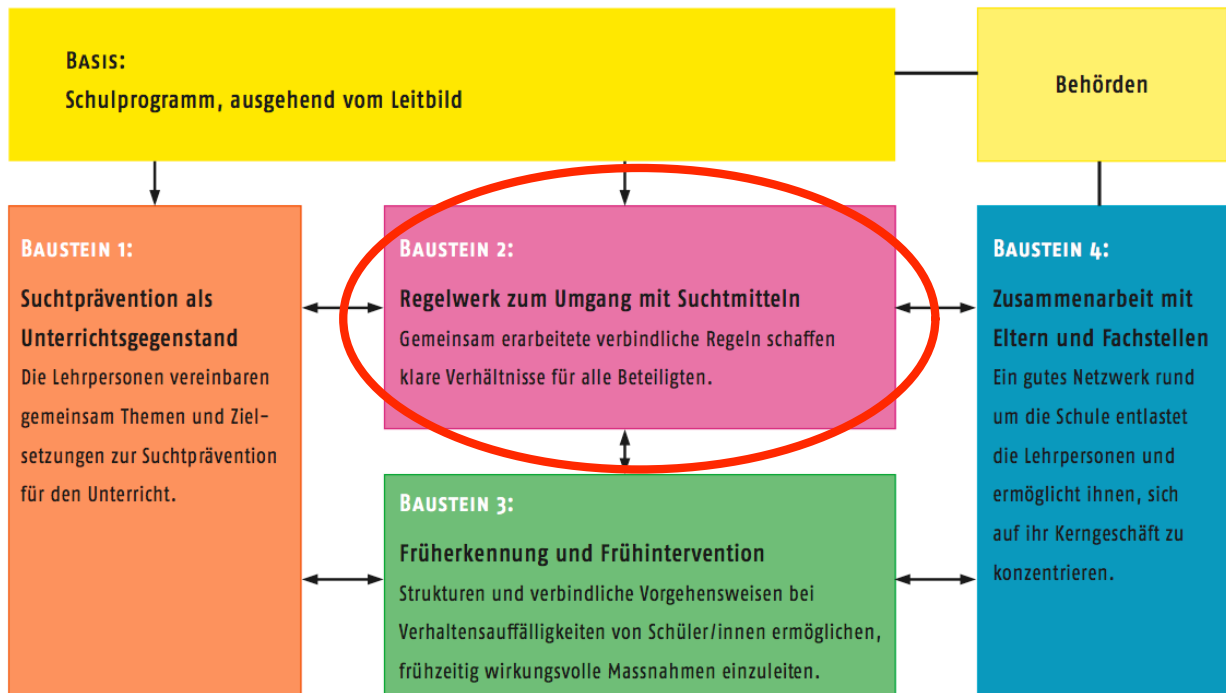 BASIS:
Schulprogramm, ausgehend vom Leitbild
Behörden
BAUSTEIN 1:
Suchtprävention als
Unterrichtsgegenstand
Die Lehrpersonen vereinbaren
gemeinsam Themen und Ziel-
setzungen zur Suchtprävention
für den Unterricht.
BAUSTEIN 2:
Regelwerk zum Umgang mit Suchtmitteln
Gemeinsam erarbeitete verbindliche Regeln schaffen
klare Verhältnisse für alle Beteiligten.
BAUSTEIN 3:
Früherkennung und Frühintervention
Strukturen und verbindliche Vorgehensweisen bei
Verhaltensauffälligkeiten von Schüler/innen ermöglichen,
frühzeitig wirkungsvolle Massnahmen einzuleiten.
BAUSTEIN 4:
Zusammenarbeit mit
Eltern und Fachstellen
Ein gutes Netzwerk rund
um die Schule entlastet
die Lehrpersonen und
ermöglicht ihnen, sich
auf ihr Kerngeschäft zu
konzentrieren.